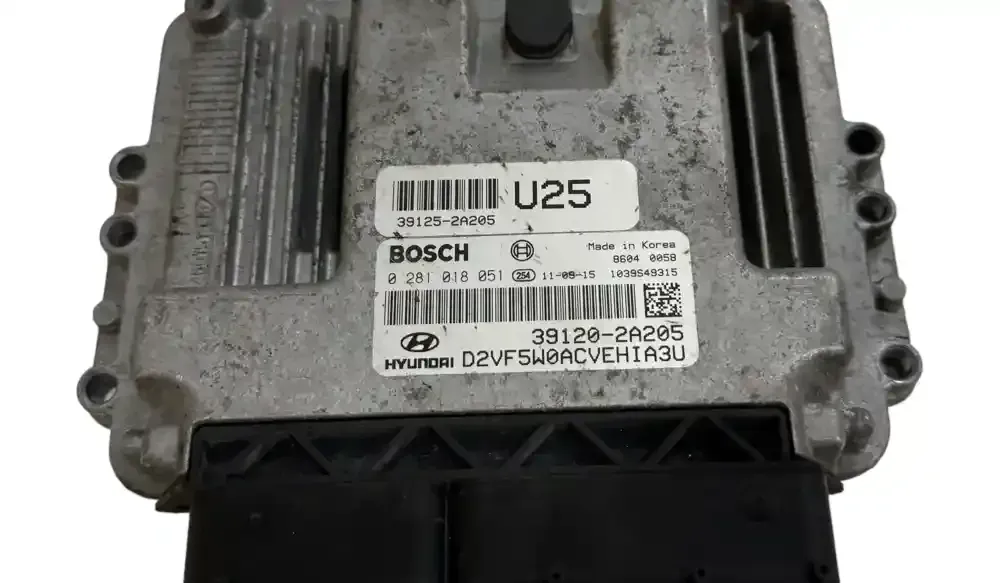 U25
39125-2A205
BOSCH
Made in Korea
8604 0058
0 281 018 051 254 11-09-15 1039S49315
39120-2A205
HYUNDAI D2VF5W0ACVEHIA3U